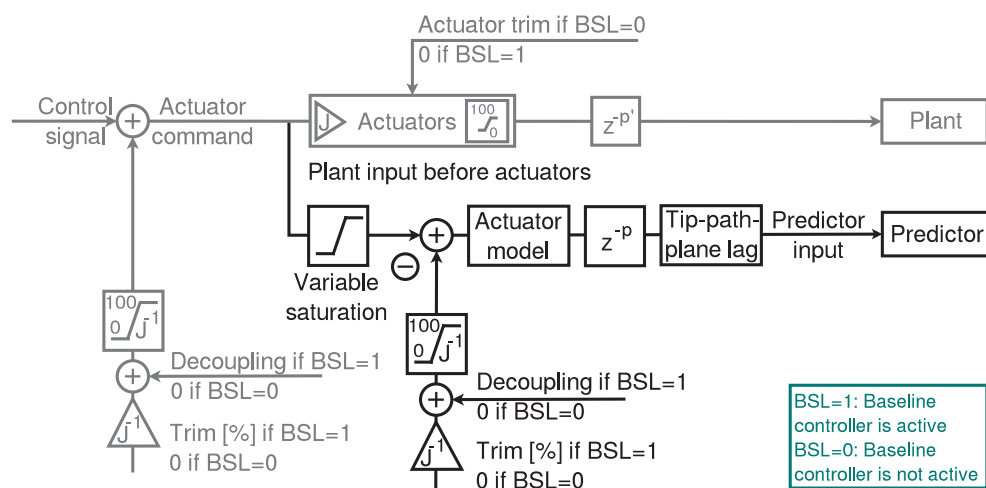 Actuator trim if BSL=0
0 if BSL=1
Control
signal
+
Actuator
command
J
Actuators
100
0
z^-p'
Plant
Plant input before actuators
Variable
saturation
+
−
Actuator
model
z^-p
Tip-path-
plane lag
Predictor
input
Predictor
100
0
J^-1
100
0
J^-1
+
Decoupling if BSL=1
0 if BSL=0
+
Decoupling if BSL=1
0 if BSL=0
J^-1
Trim [%] if BSL=1
0 if BSL=0
J^-1
Trim [%] if BSL=1
0 if BSL=0
BSL=1: Baseline
controller is active
BSL=0: Baseline
controller is not active